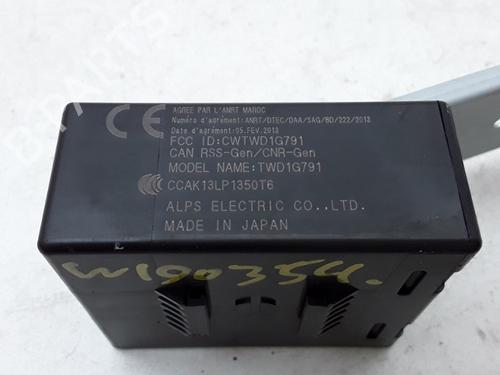 CE
AGREE PAR L'ANRT MAROC
Numéro d'agrément:ANRT/DTEC/DAA/SAG/BD/222/2013
Date d'agrément:05.FEV.2013
FCC ID:CWTWD1G791
CAN RSS-Gen/CNR-Gen
MODEL NAME:TWD1G791
CCAK13LP1350T6
ALPS ELECTRIC CO.,LTD.
MADE IN JAPAN
W190354.